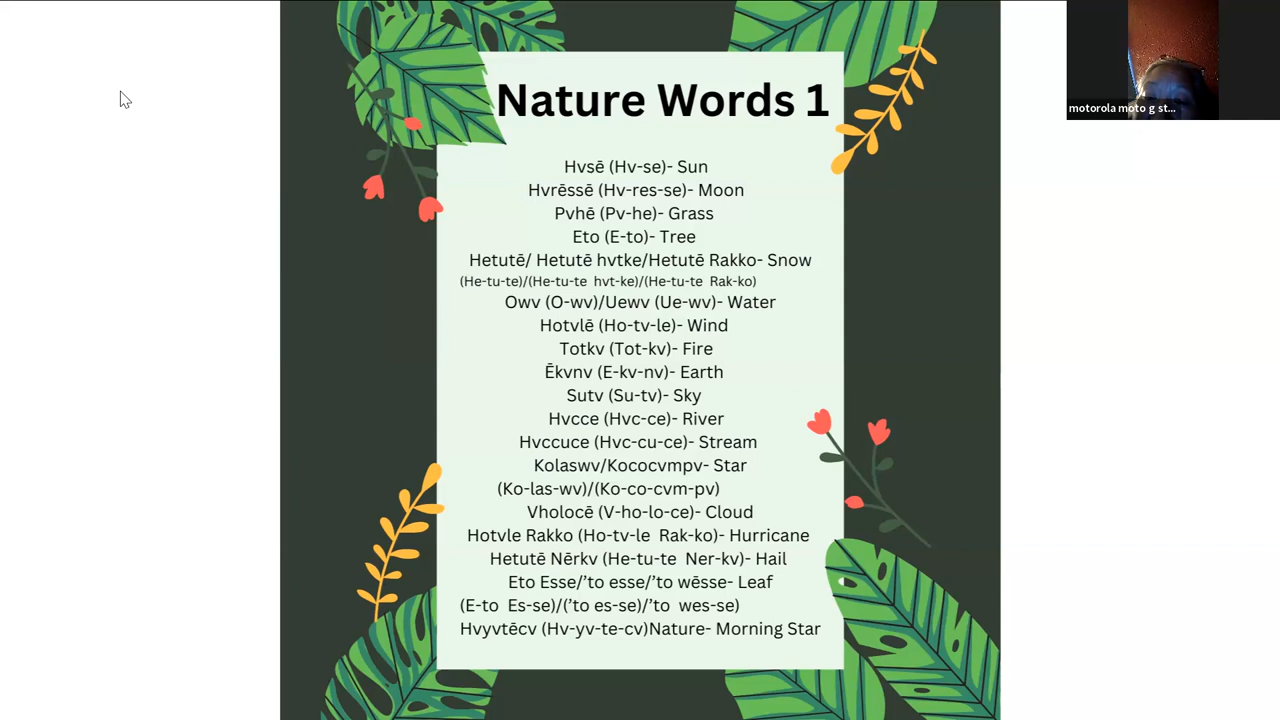 Nature Words 1
Hvsē (Hv-se)- Sun
Hvrēssē (Hv-res-se)- Moon
Pvhē (Pv-he)- Grass
Eto (E-to)- Tree
Hetutē/ Hetutē hvtke/Hetutē Rakko- Snow
(He-tu-te)/(He-tu-te hvt-ke)/(He-tu-te Rak-ko)
Owv (O-wv)/Uewv (Ue-wv)- Water
Hotvlē (Ho-tv-le)- Wind
Totkv (Tot-kv)- Fire
Ēkvnv (E-kv-nv)- Earth
Sutv (Su-tv)- Sky
Hvcce (Hvc-ce)- River
Hvccuce (Hvc-cu-ce)- Stream
Kolaswv/Kococvmpv- Star
(Ko-las-wv)/(Ko-co-cvm-pv)
Vholocē (V-ho-lo-ce)- Cloud
Hotvle Rakko (Ho-tv-le Rak-ko)- Hurricane
Hetutē Nērkv (He-tu-te Ner-kv)- Hail
Eto Esse/’to esse/’to wēsse- Leaf
(E-to Es-se)/(’to es-se)/’to wes-se)
Hvyvtēcv (Hv-yv-te-cv)Nature- Morning Star
motorola moto g st...